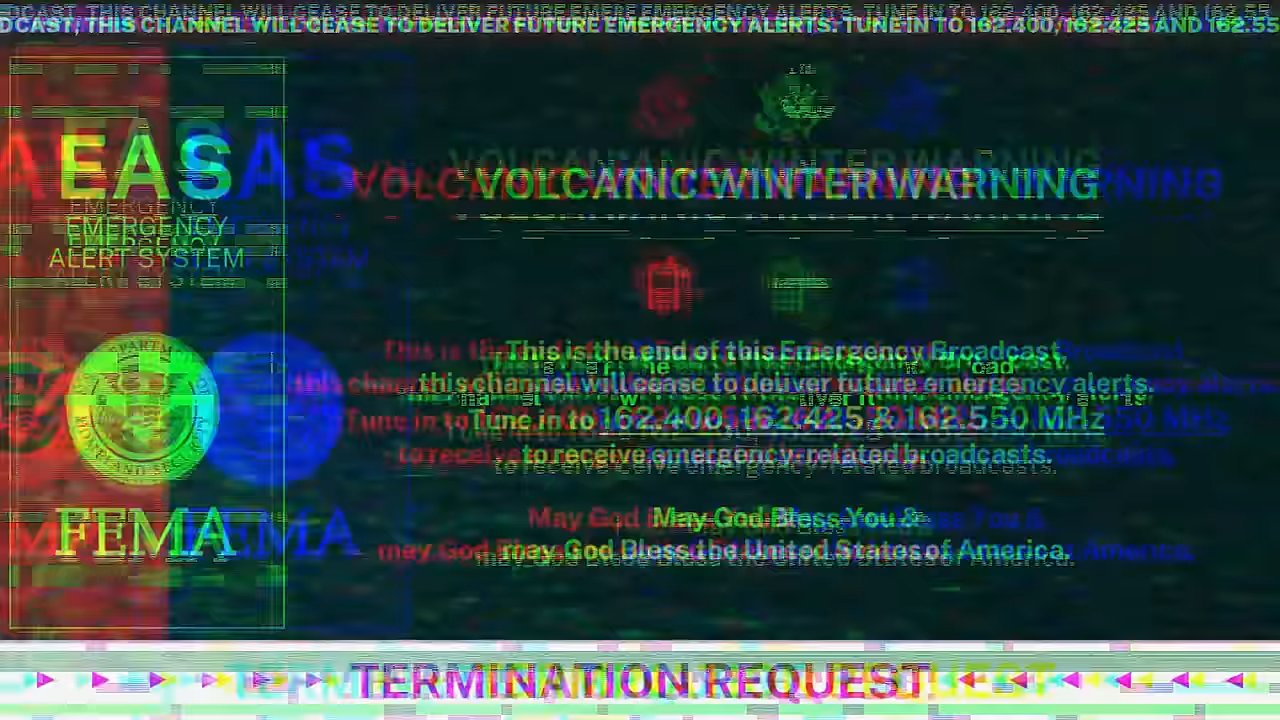 DCAST, THIS CHANNEL WILL CEASE TO DELIVER FUTURE EMERGENCY ALERTS. TUNE IN TO 162.400, 162.425 AND 162.55
EAS
EMERGENCY
ALERT SYSTEM
FEMA
VOLCANIC WINTER WARNING
This is the end of this Emergency Broadcast,
this channel will cease to deliver future emergency alerts.
Tune in to 162.400, 162.425 & 162.550 MHz
to receive emergency-related broadcasts.
May God Bless You &
may God Bless the United States of America.
TERMINATION REQUEST